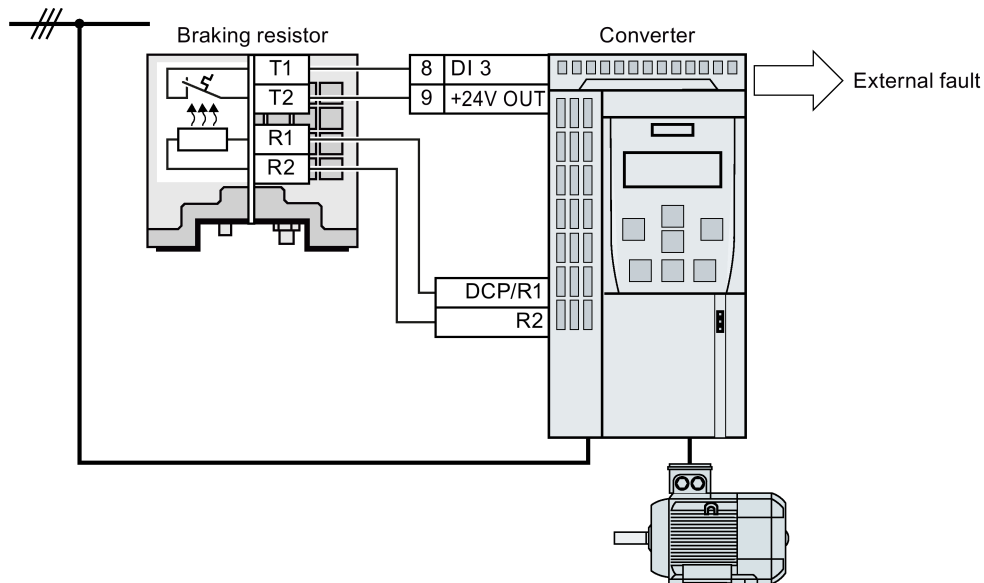 Braking resistor
Converter
T1
8 DI 3
External fault
T2
9 +24V OUT
R1
R2
DCP/R1
R2